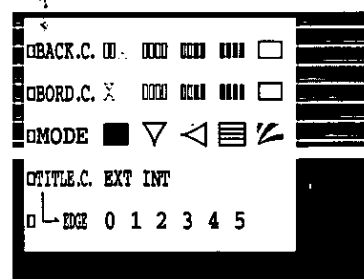 BACK.C.
BORD.C.
MODE
TITLE.C. EXT INT
EDGE 0 1 2 3 4 5